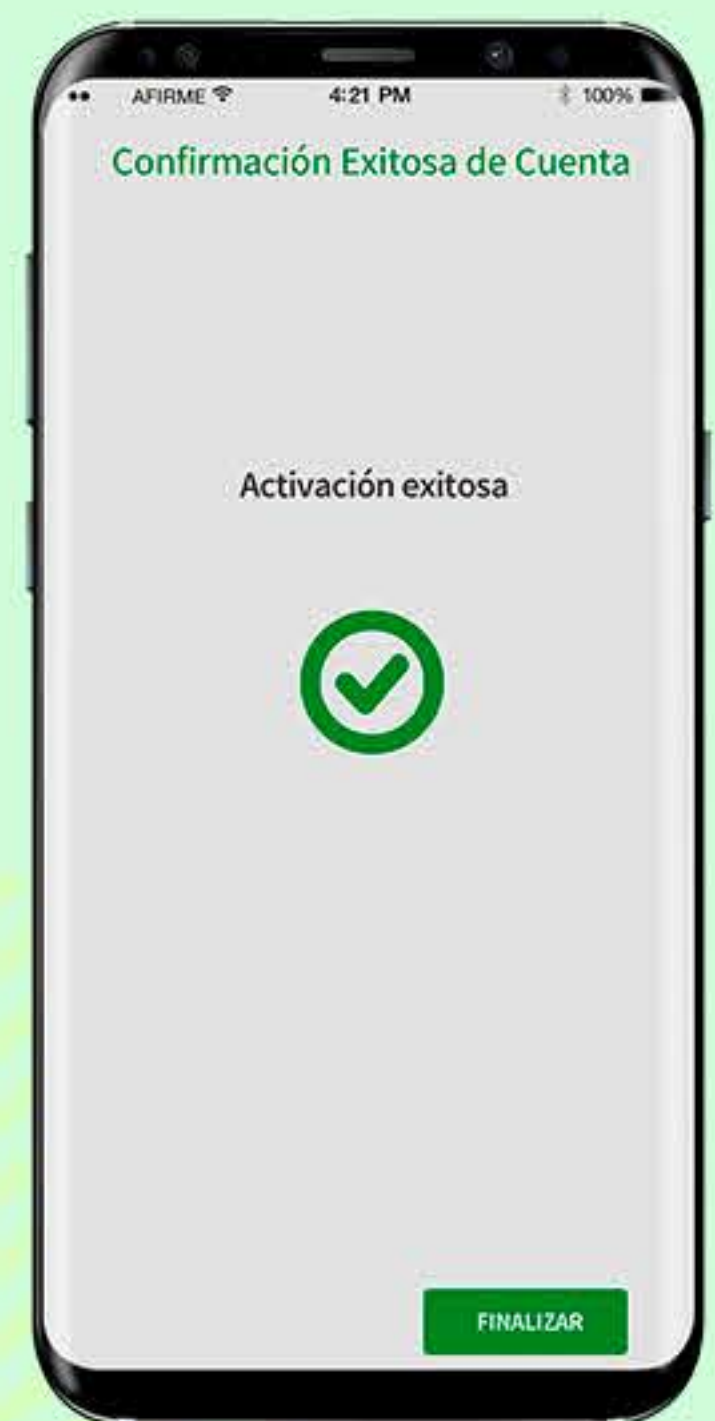 AFIRME 4:21 PM 100%
Confirmación Exitosa de Cuenta
Activación exitosa
FINALIZAR